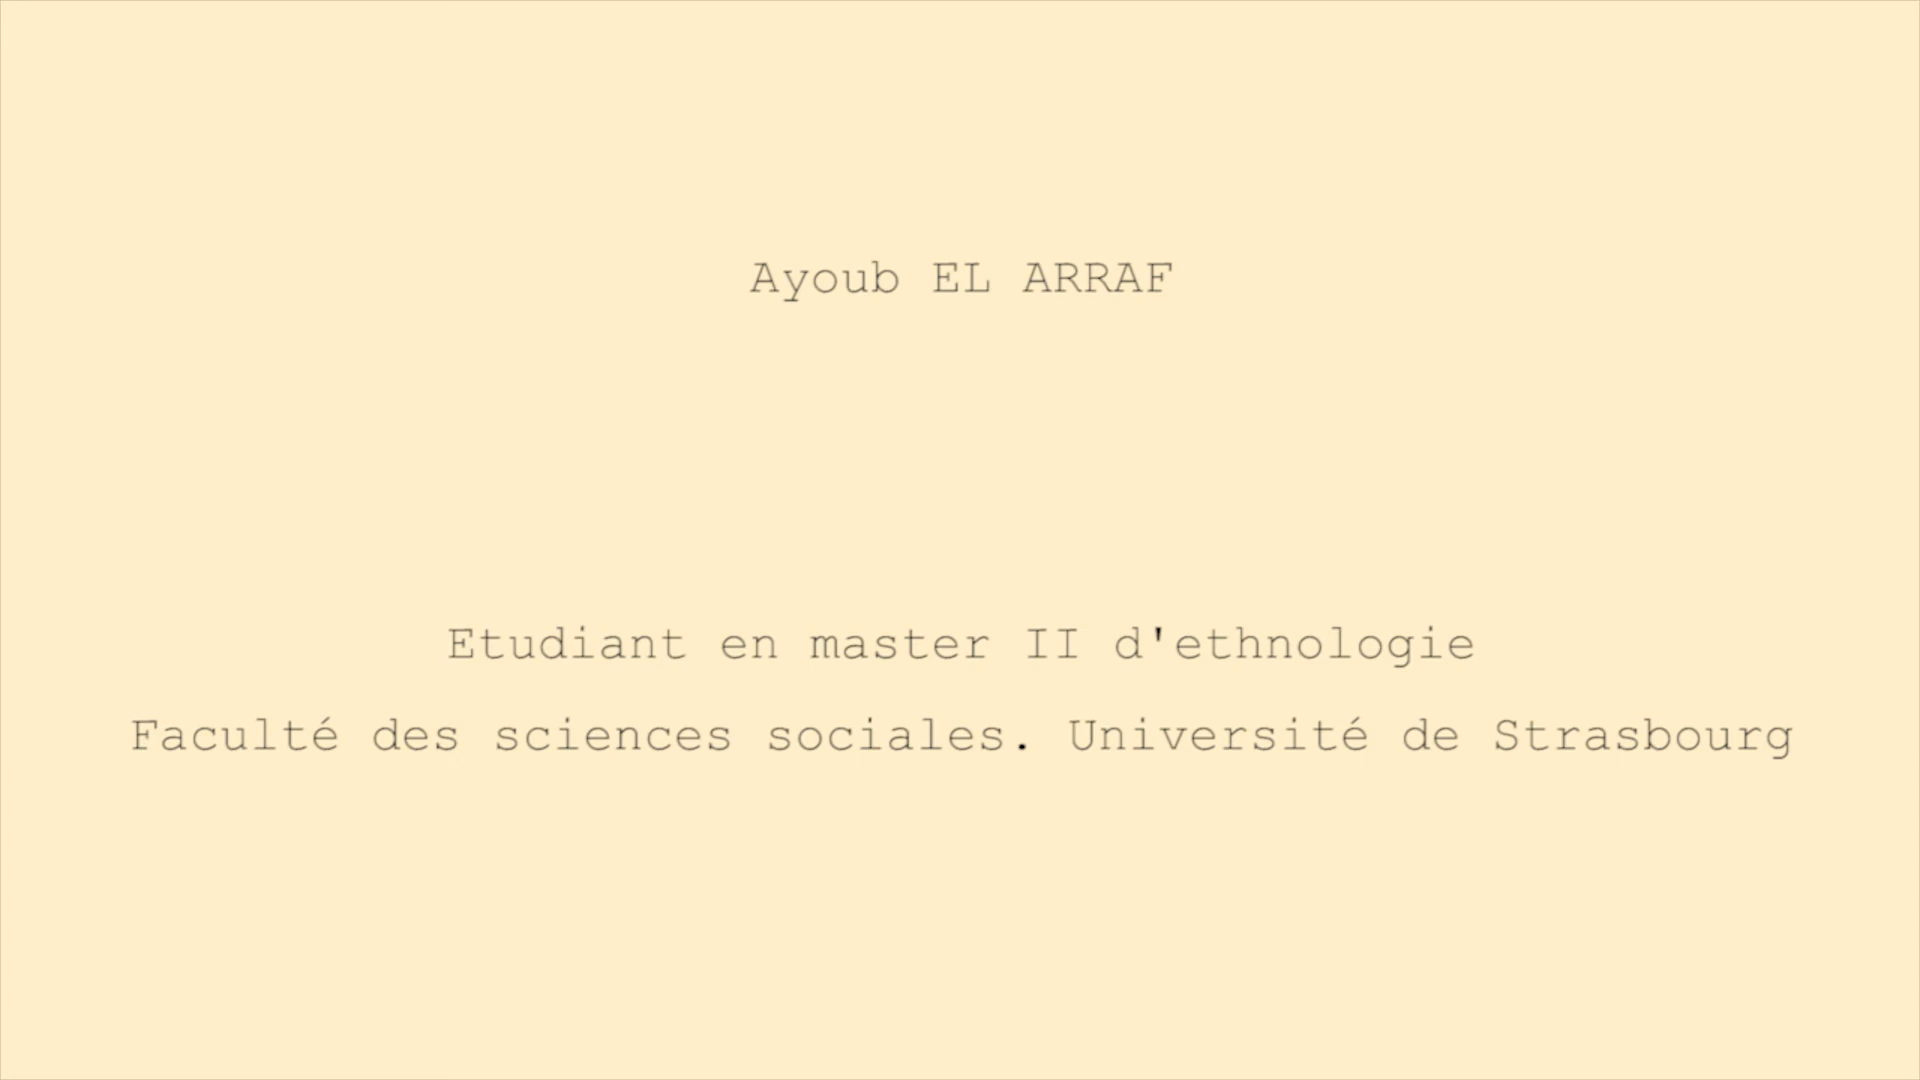 Ayoub EL ARRAF
Etudiant en master II d'ethnologie
Faculté des sciences sociales. Université de Strasbourg